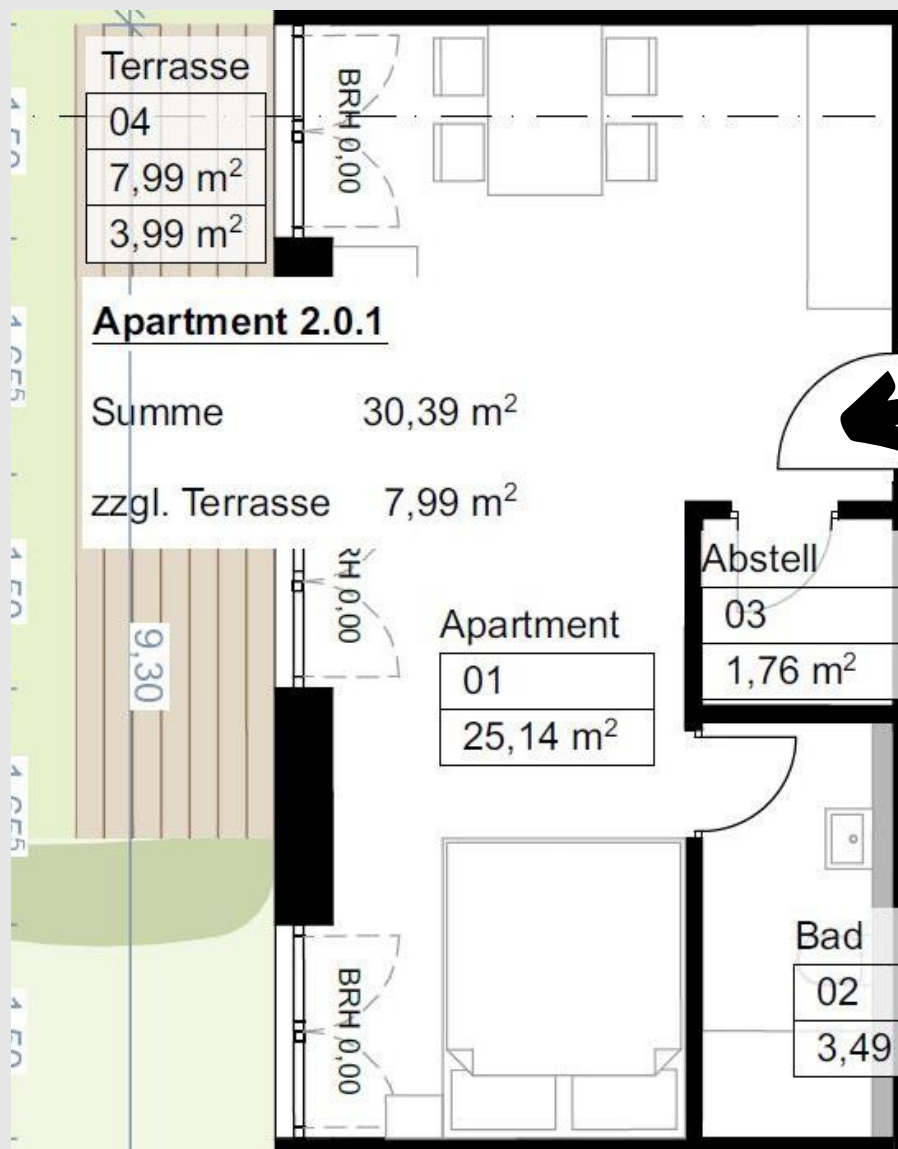 Terrasse
04
7,99 m²
3,99 m²
BRH 0,00
Apartment 2.0.1
Summe 30,39 m²
zzgl. Terrasse 7,99 m²
RH 0,00
9,30
Abstell
03
1,76 m²
Apartment
01
25,14 m²
Bad
02
3,49
BRH 0,00